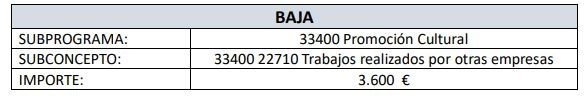 BAJA
SUBPROGRAMA: 33400 Promoción Cultural
SUBCONCEPTO: 33400 22710 Trabajos realizados por otras empresas
IMPORTE: 3.600 €